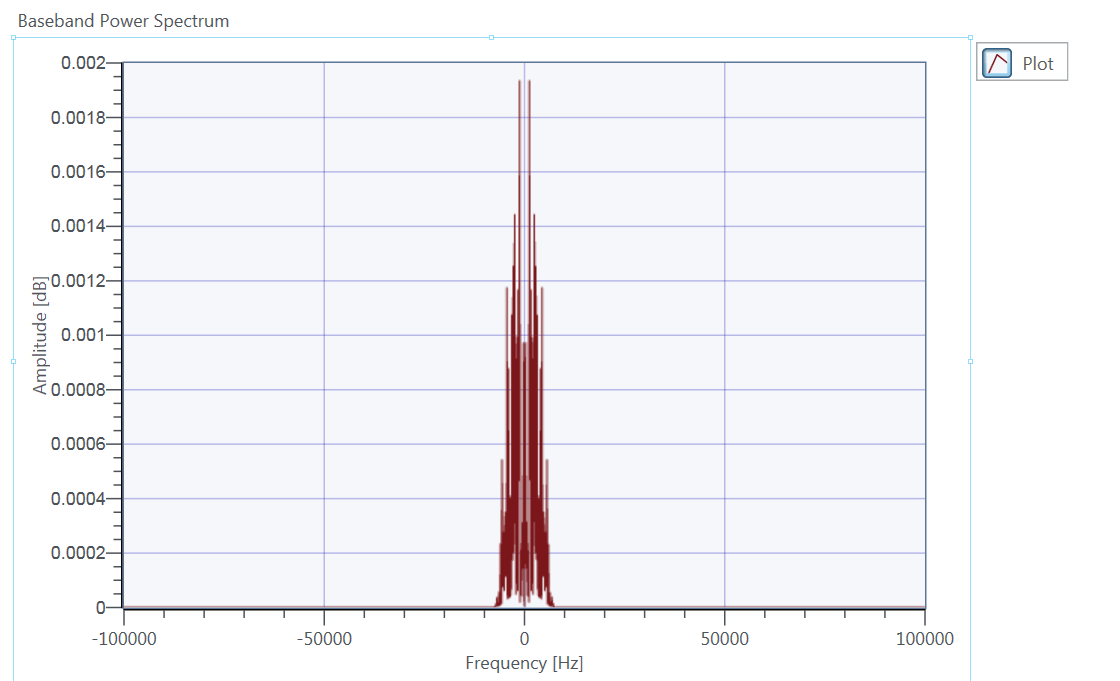 Baseband Power Spectrum
Plot
Amplitude [dB]
0.002
0.0018
0.0016
0.0014
0.0012
0.001
0.0008
0.0006
0.0004
0.0002
0
-100000 -50000 0 50000 100000
Frequency [Hz]